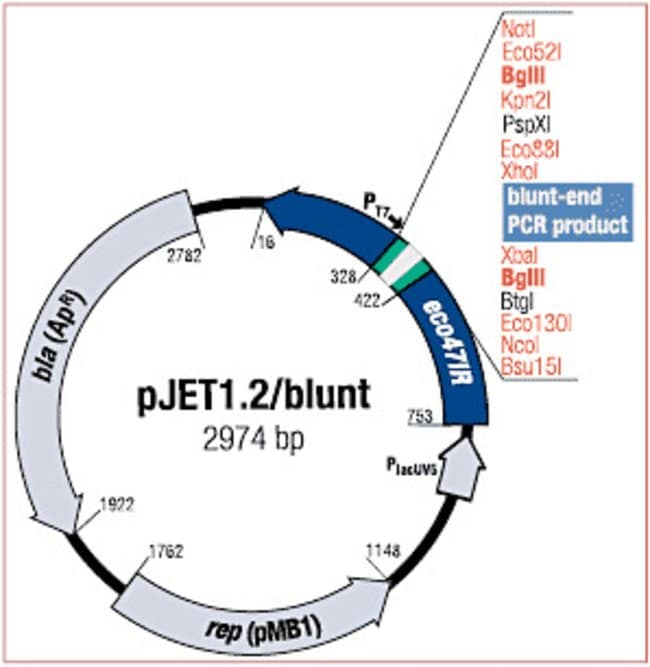 NotI
Eco52I
BglII
Kpn2I
PspXI
Eco88I
XhoI
blunt-end
PCR product
XbaI
BglII
BtgI
Eco130I
NcoI
Bsu15I
PT7
16
2782
328
422
eco47IR
bla (ApR)
pJET1.2/blunt
2974 bp
753
PlacUV5
1922
1762
1148
rep (pMB1)